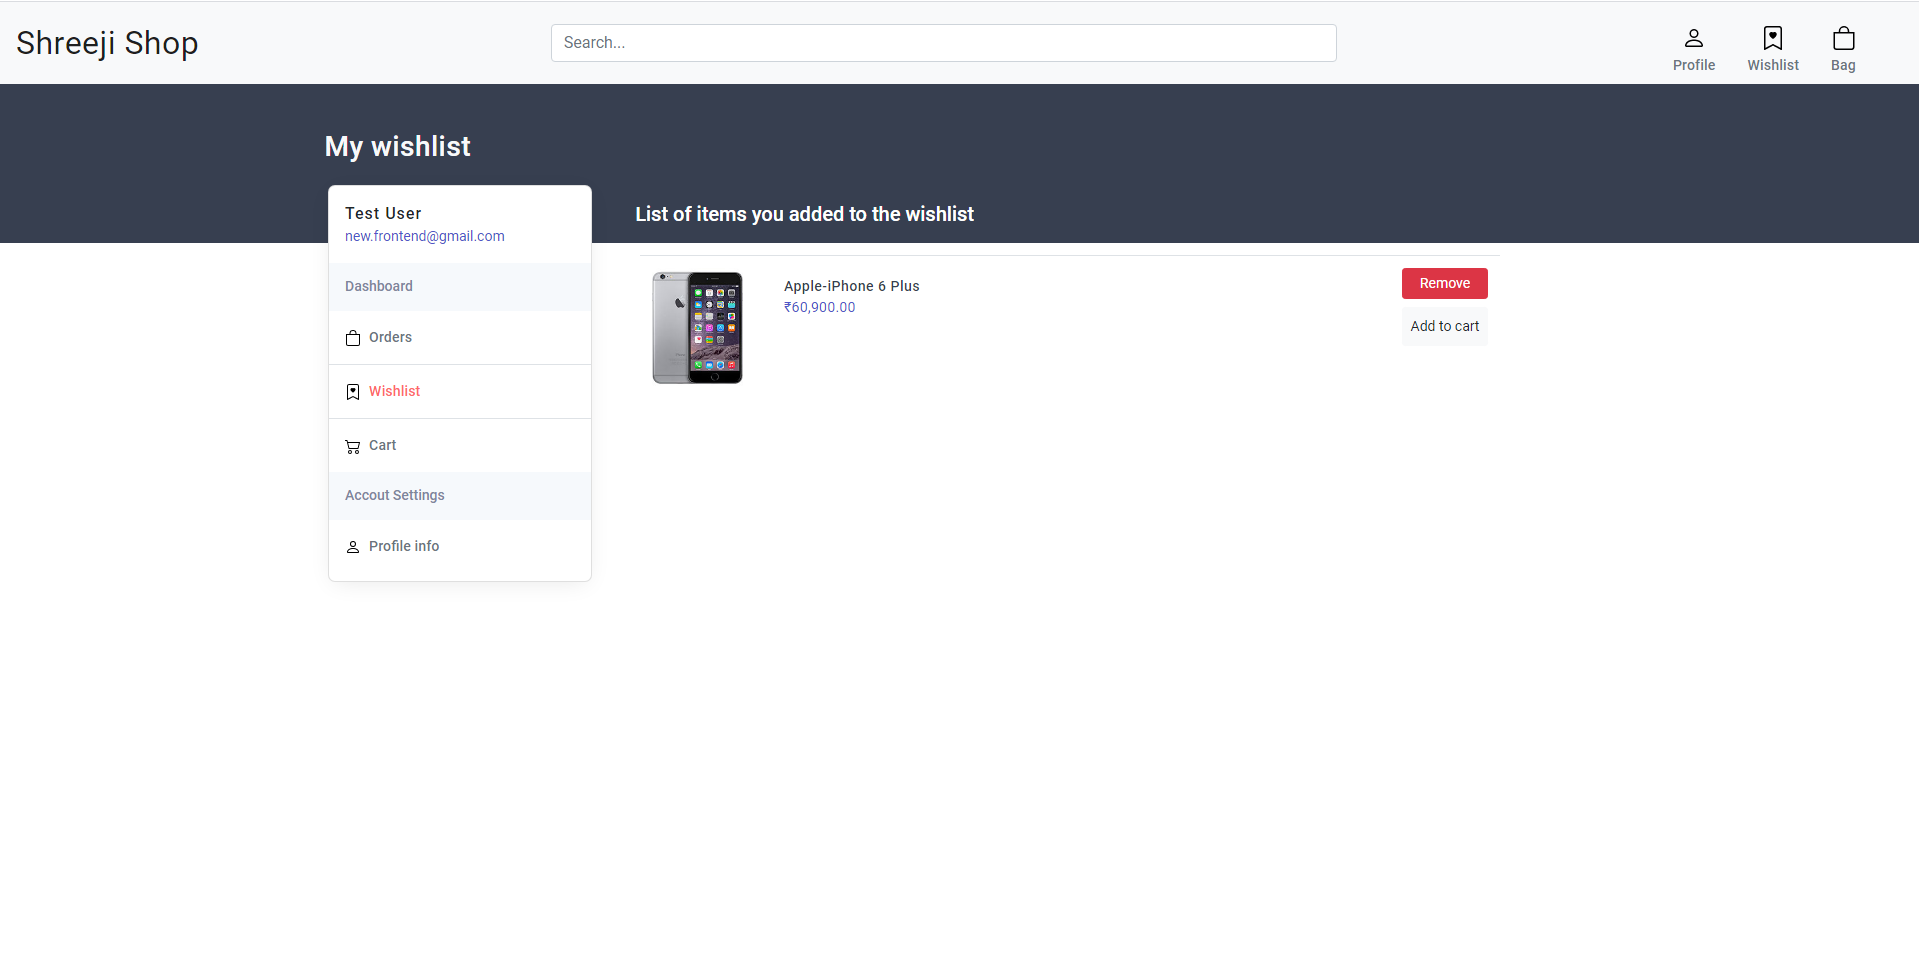 Shreeji Shop
Search...
Profile
Wishlist
Bag
My wishlist
Test User
new.frontend@gmail.com
Dashboard
Orders
Wishlist
Cart
Accout Settings
Profile info
List of items you added to the wishlist
Apple-iPhone 6 Plus
₹60,900.00
Remove
Add to cart